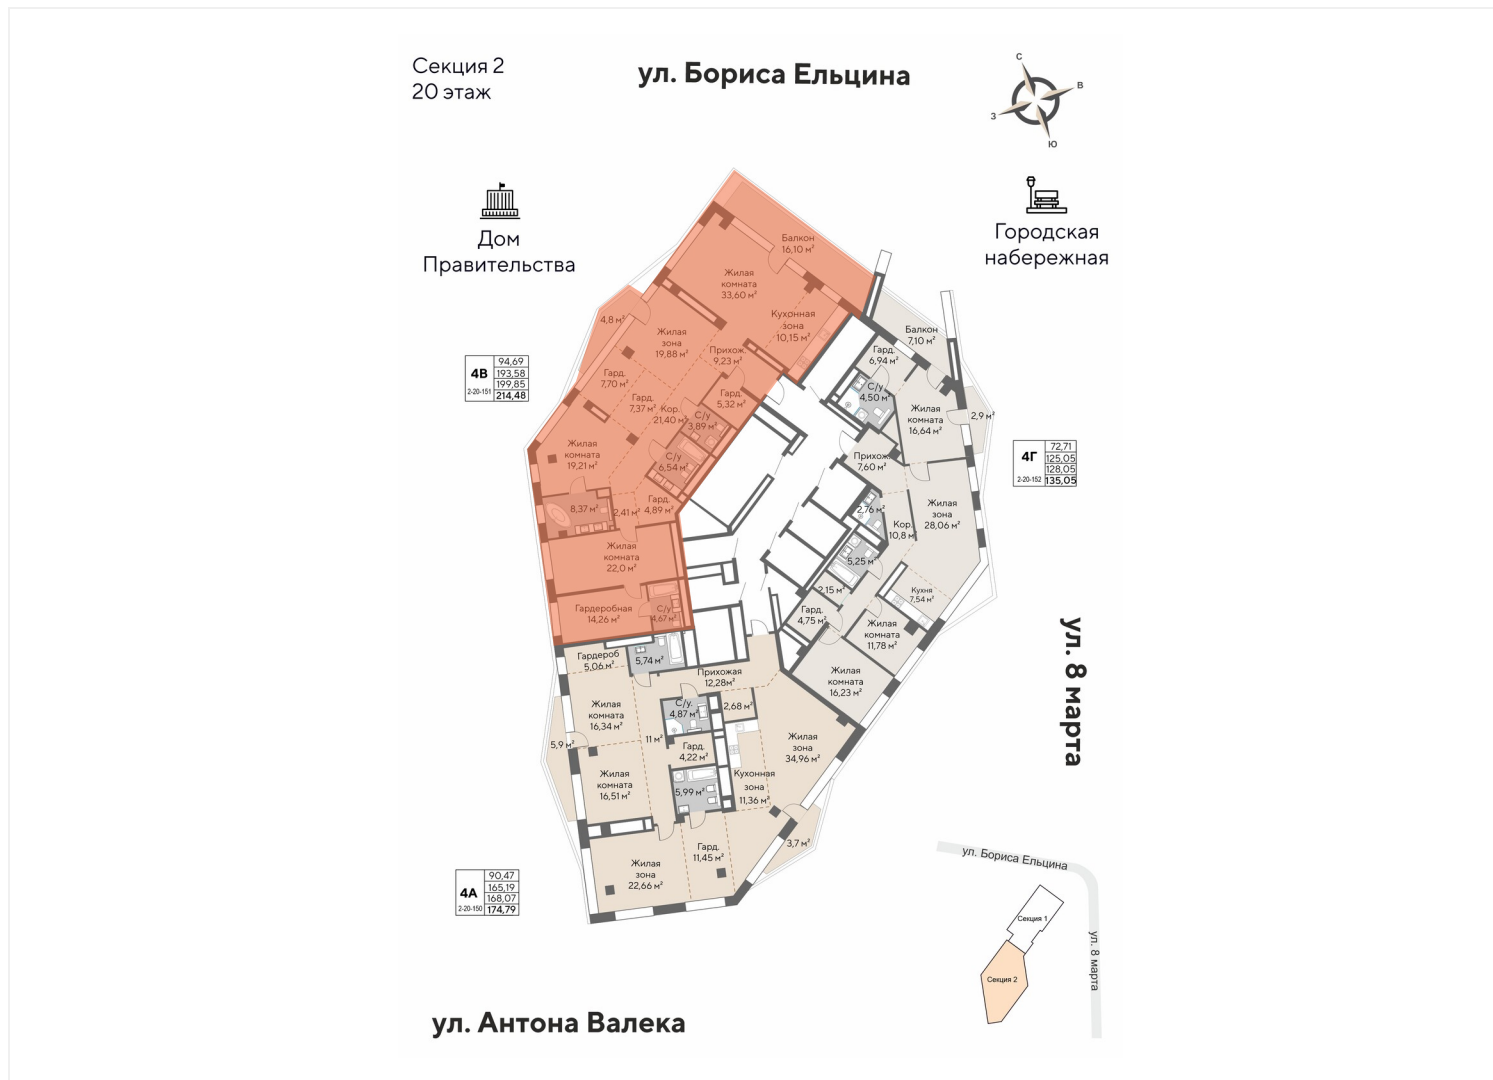 Секция 2
20 этаж
ул. Бориса Ельцина
С
В
З
Ю
Дом
Правительства
Городская
набережная
Балкон
16,10 м²
Жилая
комната
33,60 м²
Кухонная
зона
10,15 м²
4,8 м²
Жилая
зона
19,88 м²
Прихож.
9,23 м²
Гард.
7,70 м²
Гард.
7,37 м²
Гард.
5,32 м²
Кор.
21,40 м²
С/у
3,89 м²
С/у
6,54 м²
Жилая
комната
19,21 м²
8,37 м²
2,41 м²
Гард.
4,89 м²
Жилая
комната
22,0 м²
Гардеробная
14,26 м²
С/у
4,67 м²
4В
2-20-151
94,69
193,58
199,85
214,48
Балкон
7,10 м²
Гард.
6,94 м²
С/у
4,50 м²
Жилая
комната
16,64 м²
2,9 м²
Прихож.
7,60 м²
2,76 м²
Жилая
зона
28,06 м²
Кор.
10,8 м²
5,25 м²
2,15 м²
Кухня
7,54 м²
Гард.
4,75 м²
Жилая
комната
11,78 м²
Жилая
комната
16,23 м²
4Г
2-20-152
72,71
125,05
128,05
135,05
ул. 8 марта
Гардероб
5,06 м²
5,74 м²
Прихожая
12,28м²
Жилая
комната
16,34 м²
С/у.
4,87 м²
2,68 м²
5,9 м²
11 м²
Гард.
4,22 м²
Жилая
зона
34,96 м²
Жилая
комната
16,51 м²
5,99 м²
Кухонная
зона
11,36 м²
3,7 м²
Гард.
11,45 м²
Жилая
зона
22,66 м²
4А
2-20-150
90,47
165,19
168,07
174,79
ул. Бориса Ельцина
Секция 1
Секция 2
ул. 8 марта
ул. Антона Валека